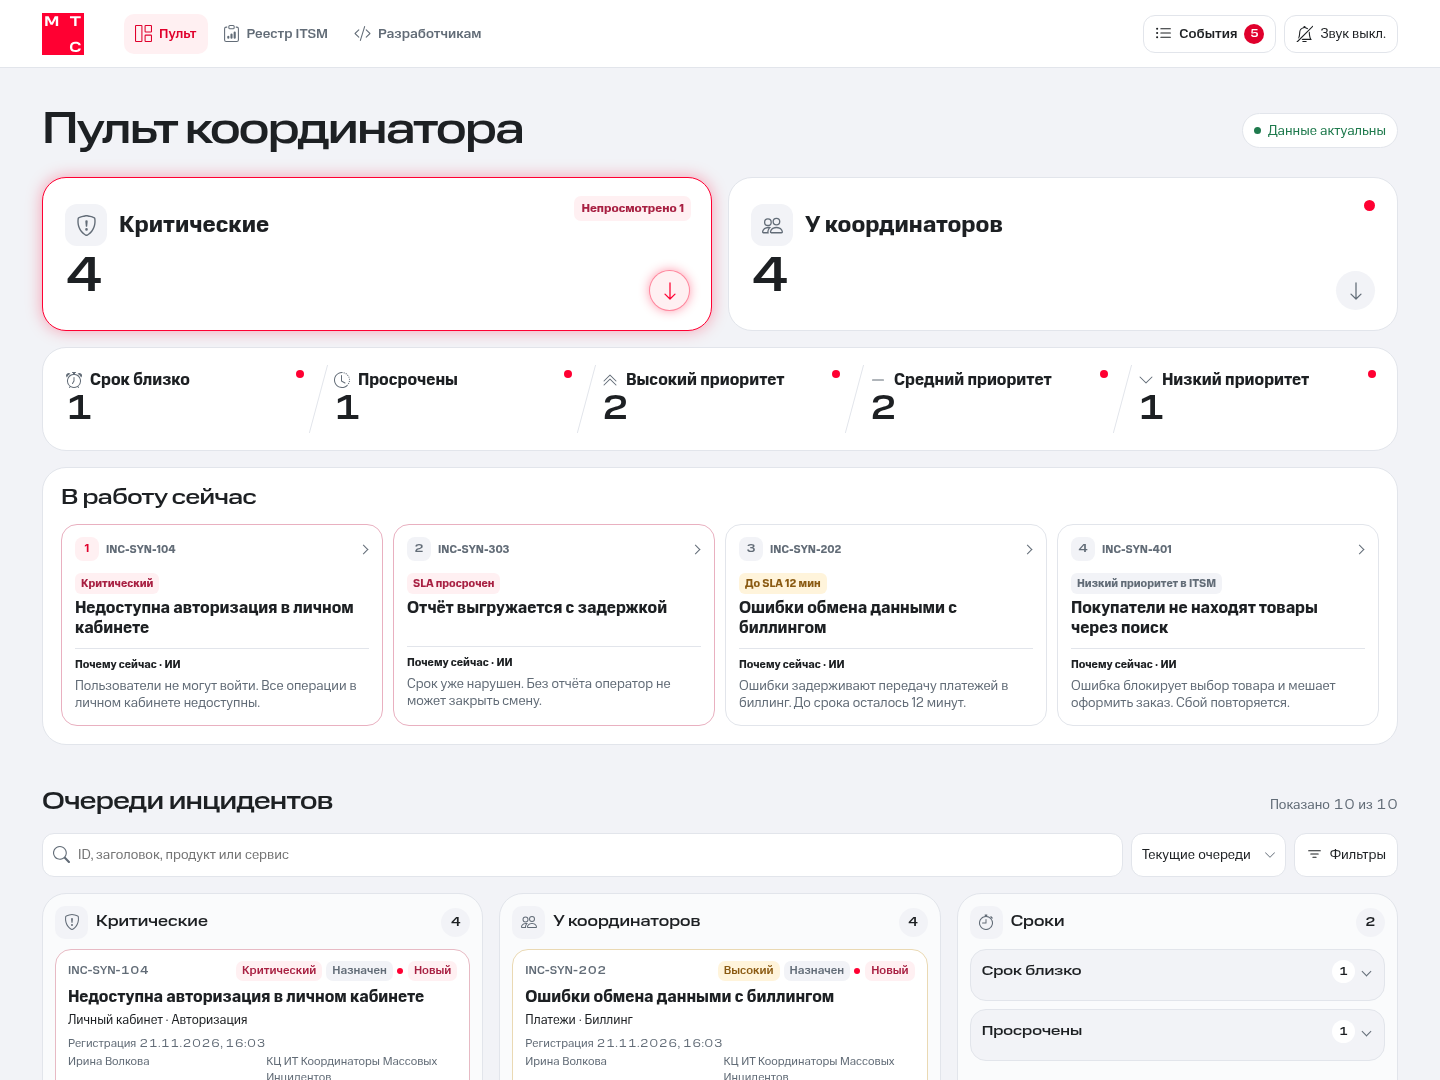 МТС
Пульт
Реестр ITSM
Разработчикам
События 5
Звук выкл.
Пульт координатора
Данные актуальны
Критические
Непросмотрено 1
4
У координаторов
4
Срок близко
1
Просрочены
1
Высокий приоритет
2
Средний приоритет
2
Низкий приоритет
1
В работу сейчас
1 INC-SYN-104
Критический
Недоступна авторизация в личном
кабинете
Почему сейчас · ИИ
Пользователи не могут войти. Все операции в
личном кабинете недоступны.
2 INC-SYN-303
SLA просрочен
Отчёт выгружается с задержкой
Почему сейчас · ИИ
Срок уже нарушен. Без отчёта оператор не
может закрыть смену.
3 INC-SYN-202
До SLA 12 мин
Ошибки обмена данными с
биллингом
Почему сейчас · ИИ
Ошибки задерживают передачу платежей в
биллинг. До срока осталось 12 минут.
4 INC-SYN-401
Низкий приоритет в ITSM
Покупатели не находят товары
через поиск
Почему сейчас · ИИ
Ошибка блокирует выбор товара и мешает
оформить заказ. Сбой повторяется.
Очереди инцидентов
Показано 10 из 10
ID, заголовок, продукт или сервис
Текущие очереди
Фильтры
Критические 4
INC-SYN-104 Критический Назначен Новый
Недоступна авторизация в личном кабинете
Личный кабинет · Авторизация
Регистрация 21.11.2026, 16:03
Ирина Волкова
КЦ ИТ Координаторы Массовых
Инцидентов
У координаторов 4
INC-SYN-202 Высокий Назначен Новый
Ошибки обмена данными с биллингом
Платежи · Биллинг
Регистрация 21.11.2026, 16:03
Ирина Волкова
КЦ ИТ Координаторы Массовых
Инцидентов
Сроки 2
Срок близко 1
Просрочены 1